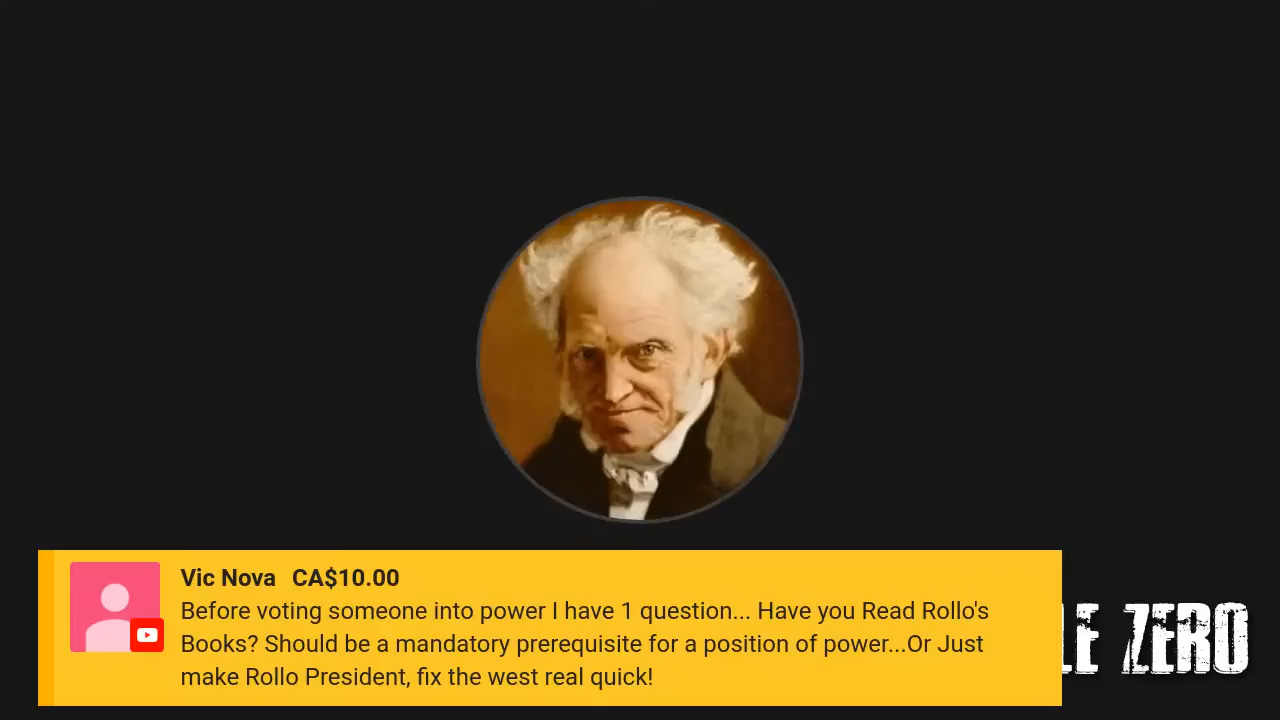 Vic Nova CA$10.00
Before voting someone into power I have 1 question... Have you Read Rollo's
Books? Should be a mandatory prerequisite for a position of power...Or Just
make Rollo President, fix the west real quick!
LE ZERO